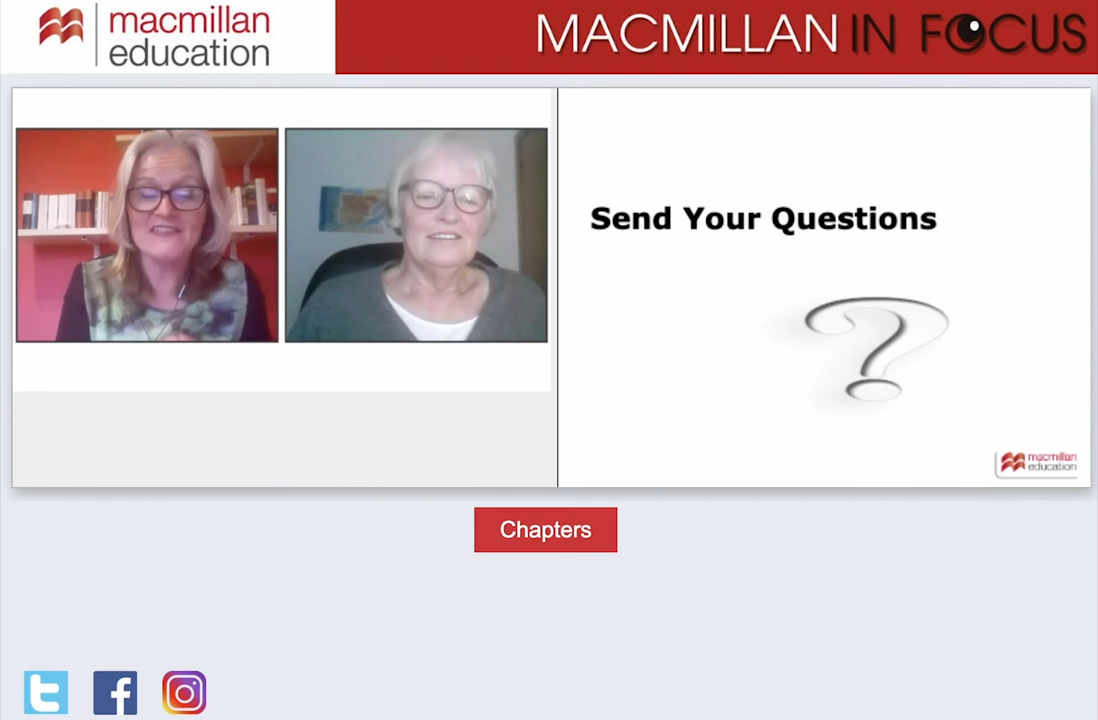 macmillan
education
MACMILLAN IN FOCUS
Send Your Questions
?
macmillan
education
Chapters